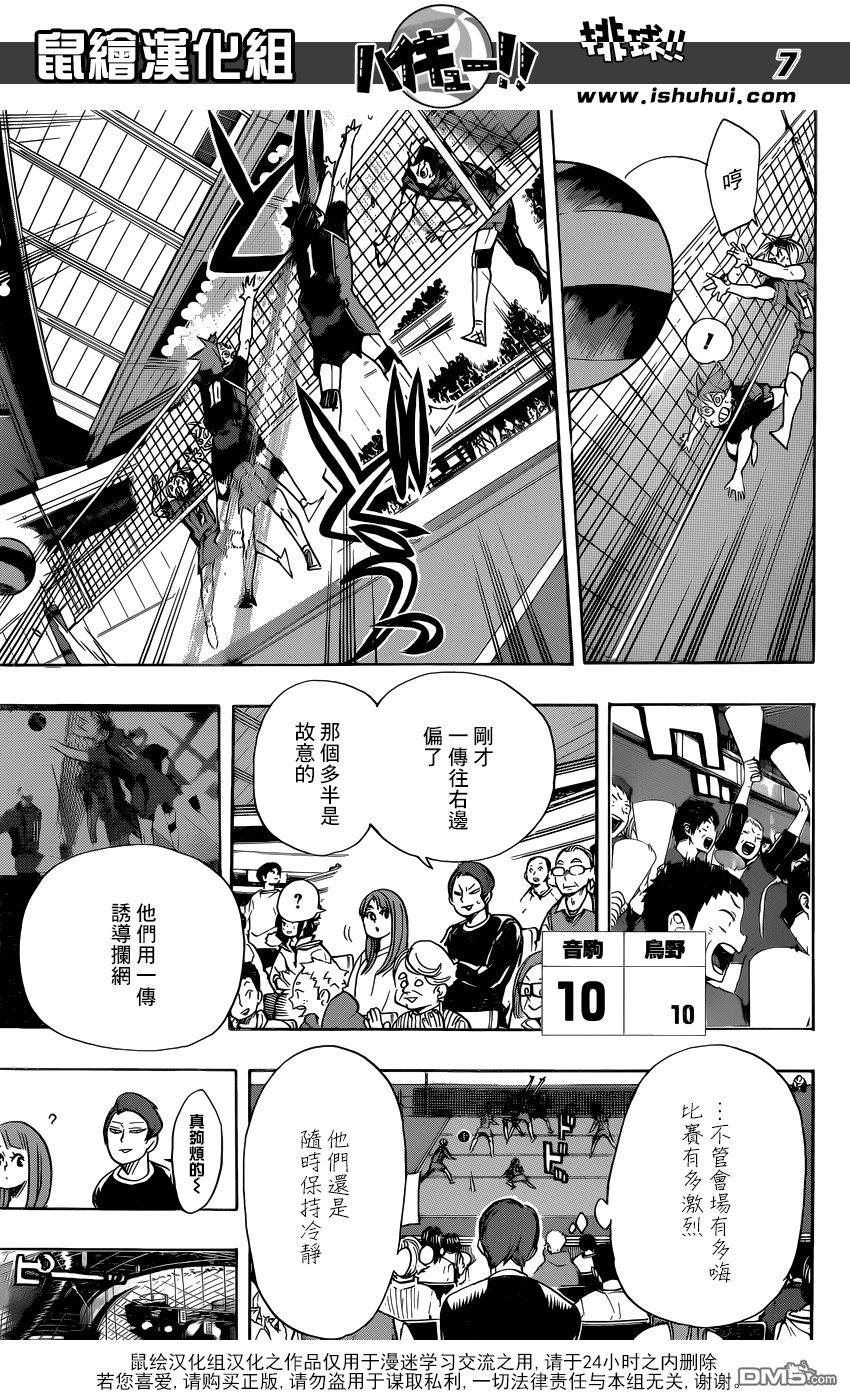 鼠繪漢化組
ハイキュー!!
排球!!
7
www.ishuhui.com
哼
!
剛才
一傳往右邊
偏了
那個多半是
故意的
?
音駒
烏野
10
10
他們用一傳
誘導攔網
…不管會場有多嗨
比賽有多激烈
他們還是
隨時保持冷靜
真夠煩的~
?
鼠绘汉化组汉化之作品仅用于漫迷学习交流之用, 请于24小时之内删除
若您喜爱, 请购买正版, 请勿盗用于谋取私利, 一切法律责任与本组无关, 谢谢.
DM5.com